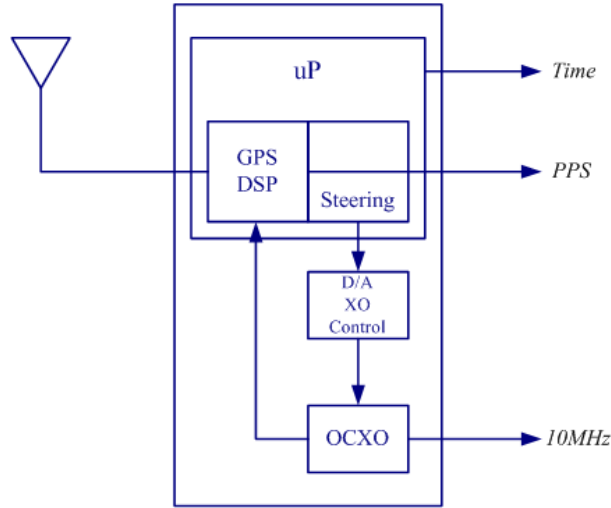 uP
Time
GPS
DSP
PPS
Steering
D/A
XO
Control
OCXO
10MHz